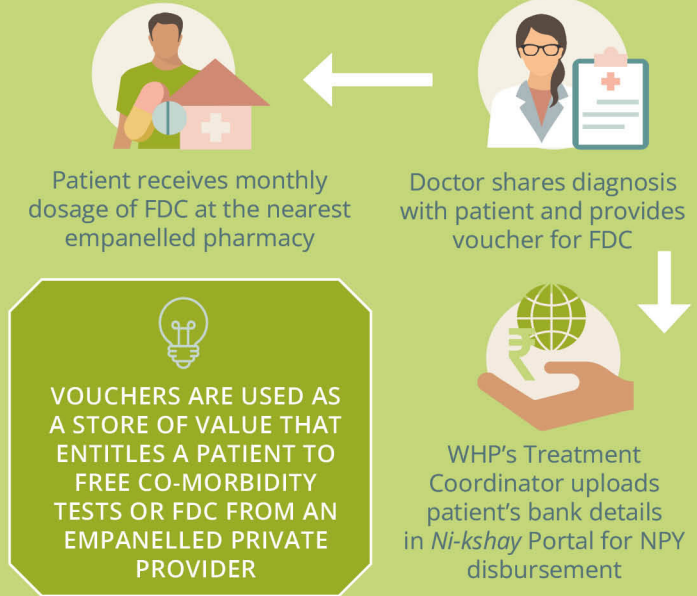 Patient receives monthly
dosage of FDC at the nearest
empanelled pharmacy
Doctor shares diagnosis
with patient and provides
voucher for FDC
VOUCHERS ARE USED AS
A STORE OF VALUE THAT
ENTITLES A PATIENT TO
FREE CO-MORBIDITY
TESTS OR FDC FROM AN
EMPANELLED PRIVATE
PROVIDER
₹
WHP’s Treatment
Coordinator uploads
patient’s bank details
in Ni-kshay Portal for NPY
disbursement